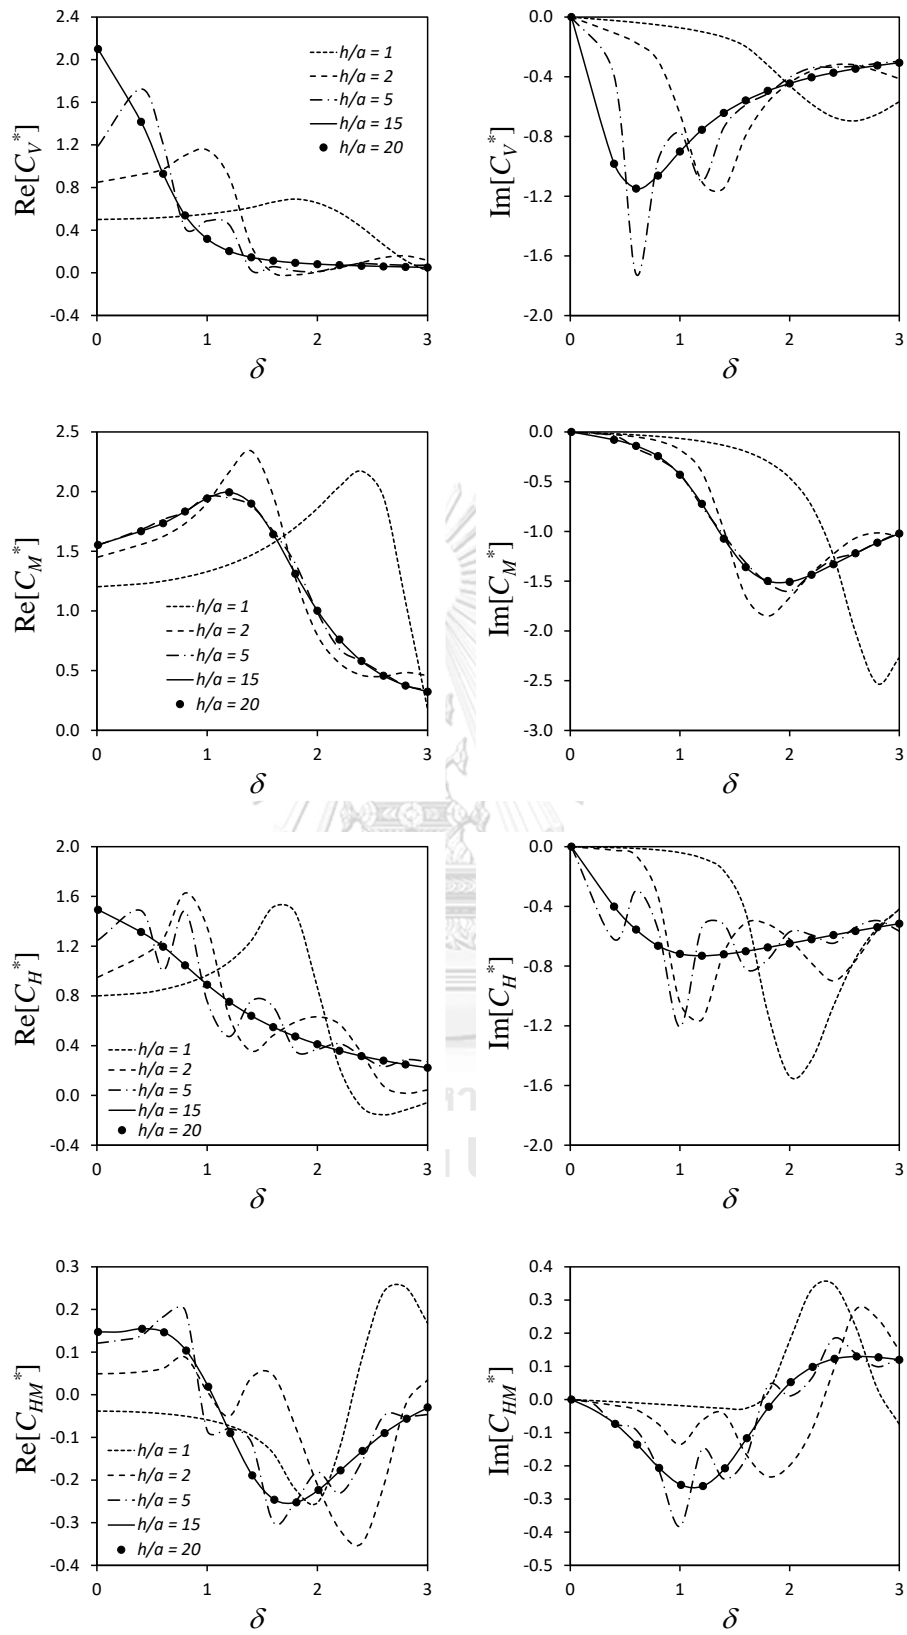 2.4
2.0
1.6
1.2
0.8
0.4
0.0
-0.4
Re[C_V*]
h/a = 1
h/a = 2
h/a = 5
h/a = 15
h/a = 20
0 1 2 3
δ
0.0
-0.4
-0.8
-1.2
-1.6
-2.0
Im[C_V*]
0 1 2 3
δ
2.5
2.0
1.5
1.0
0.5
0.0
Re[C_M*]
h/a = 1
h/a = 2
h/a = 5
h/a = 15
h/a = 20
0 1 2 3
δ
0.0
-0.5
-1.0
-1.5
-2.0
-2.5
-3.0
Im[C_M*]
0 1 2 3
δ
2.0
1.6
1.2
0.8
0.4
0.0
-0.4
Re[C_H*]
h/a = 1
h/a = 2
h/a = 5
h/a = 15
h/a = 20
0 1 2 3
δ
0.0
-0.4
-0.8
-1.2
-1.6
-2.0
Im[C_H*]
0 1 2 3
δ
0.3
0.2
0.1
0.0
-0.1
-0.2
-0.3
-0.4
Re[C_HM*]
h/a = 1
h/a = 2
h/a = 5
h/a = 15
h/a = 20
0 1 2 3
δ
0.4
0.3
0.2
0.1
0.0
-0.1
-0.2
-0.3
-0.4
-0.5
Im[C_HM*]
0 1 2 3
δ